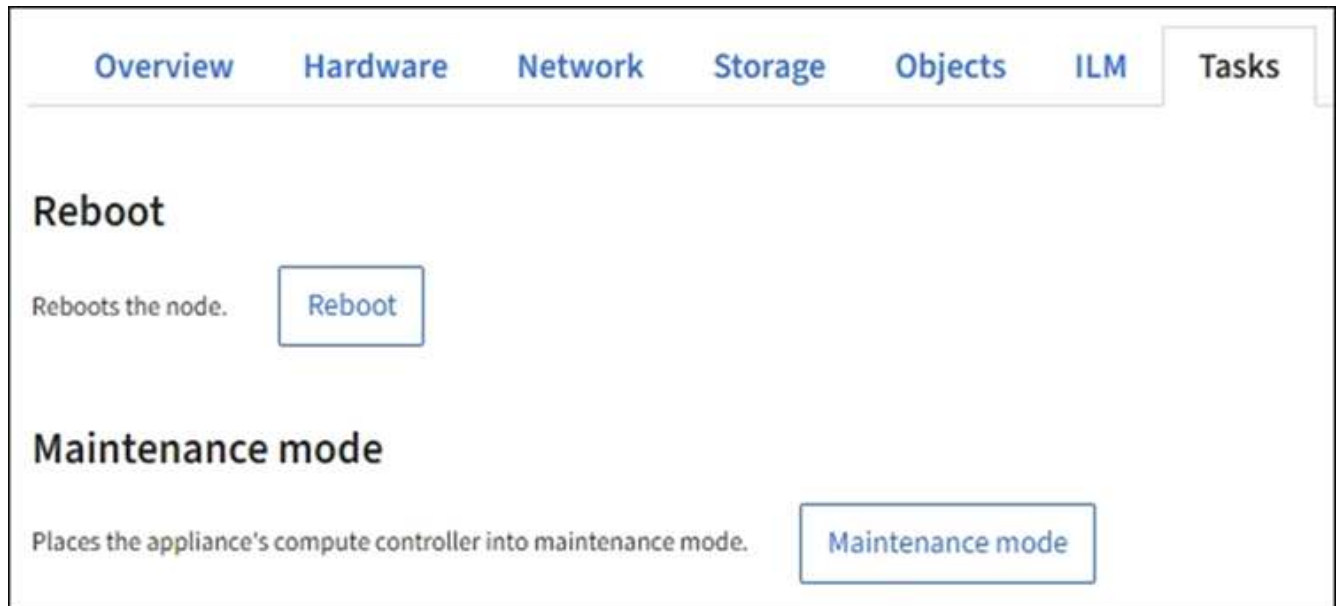 Overview Hardware Network Storage Objects ILM Tasks
Reboot
Reboots the node. Reboot
Maintenance mode
Places the appliance's compute controller into maintenance mode. Maintenance mode